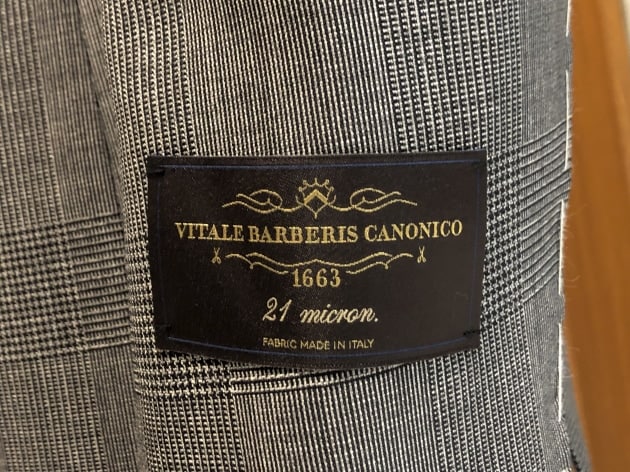 VITALE BARBERIS CANONICO
1663
21 micron.
FABRIC MADE IN ITALY